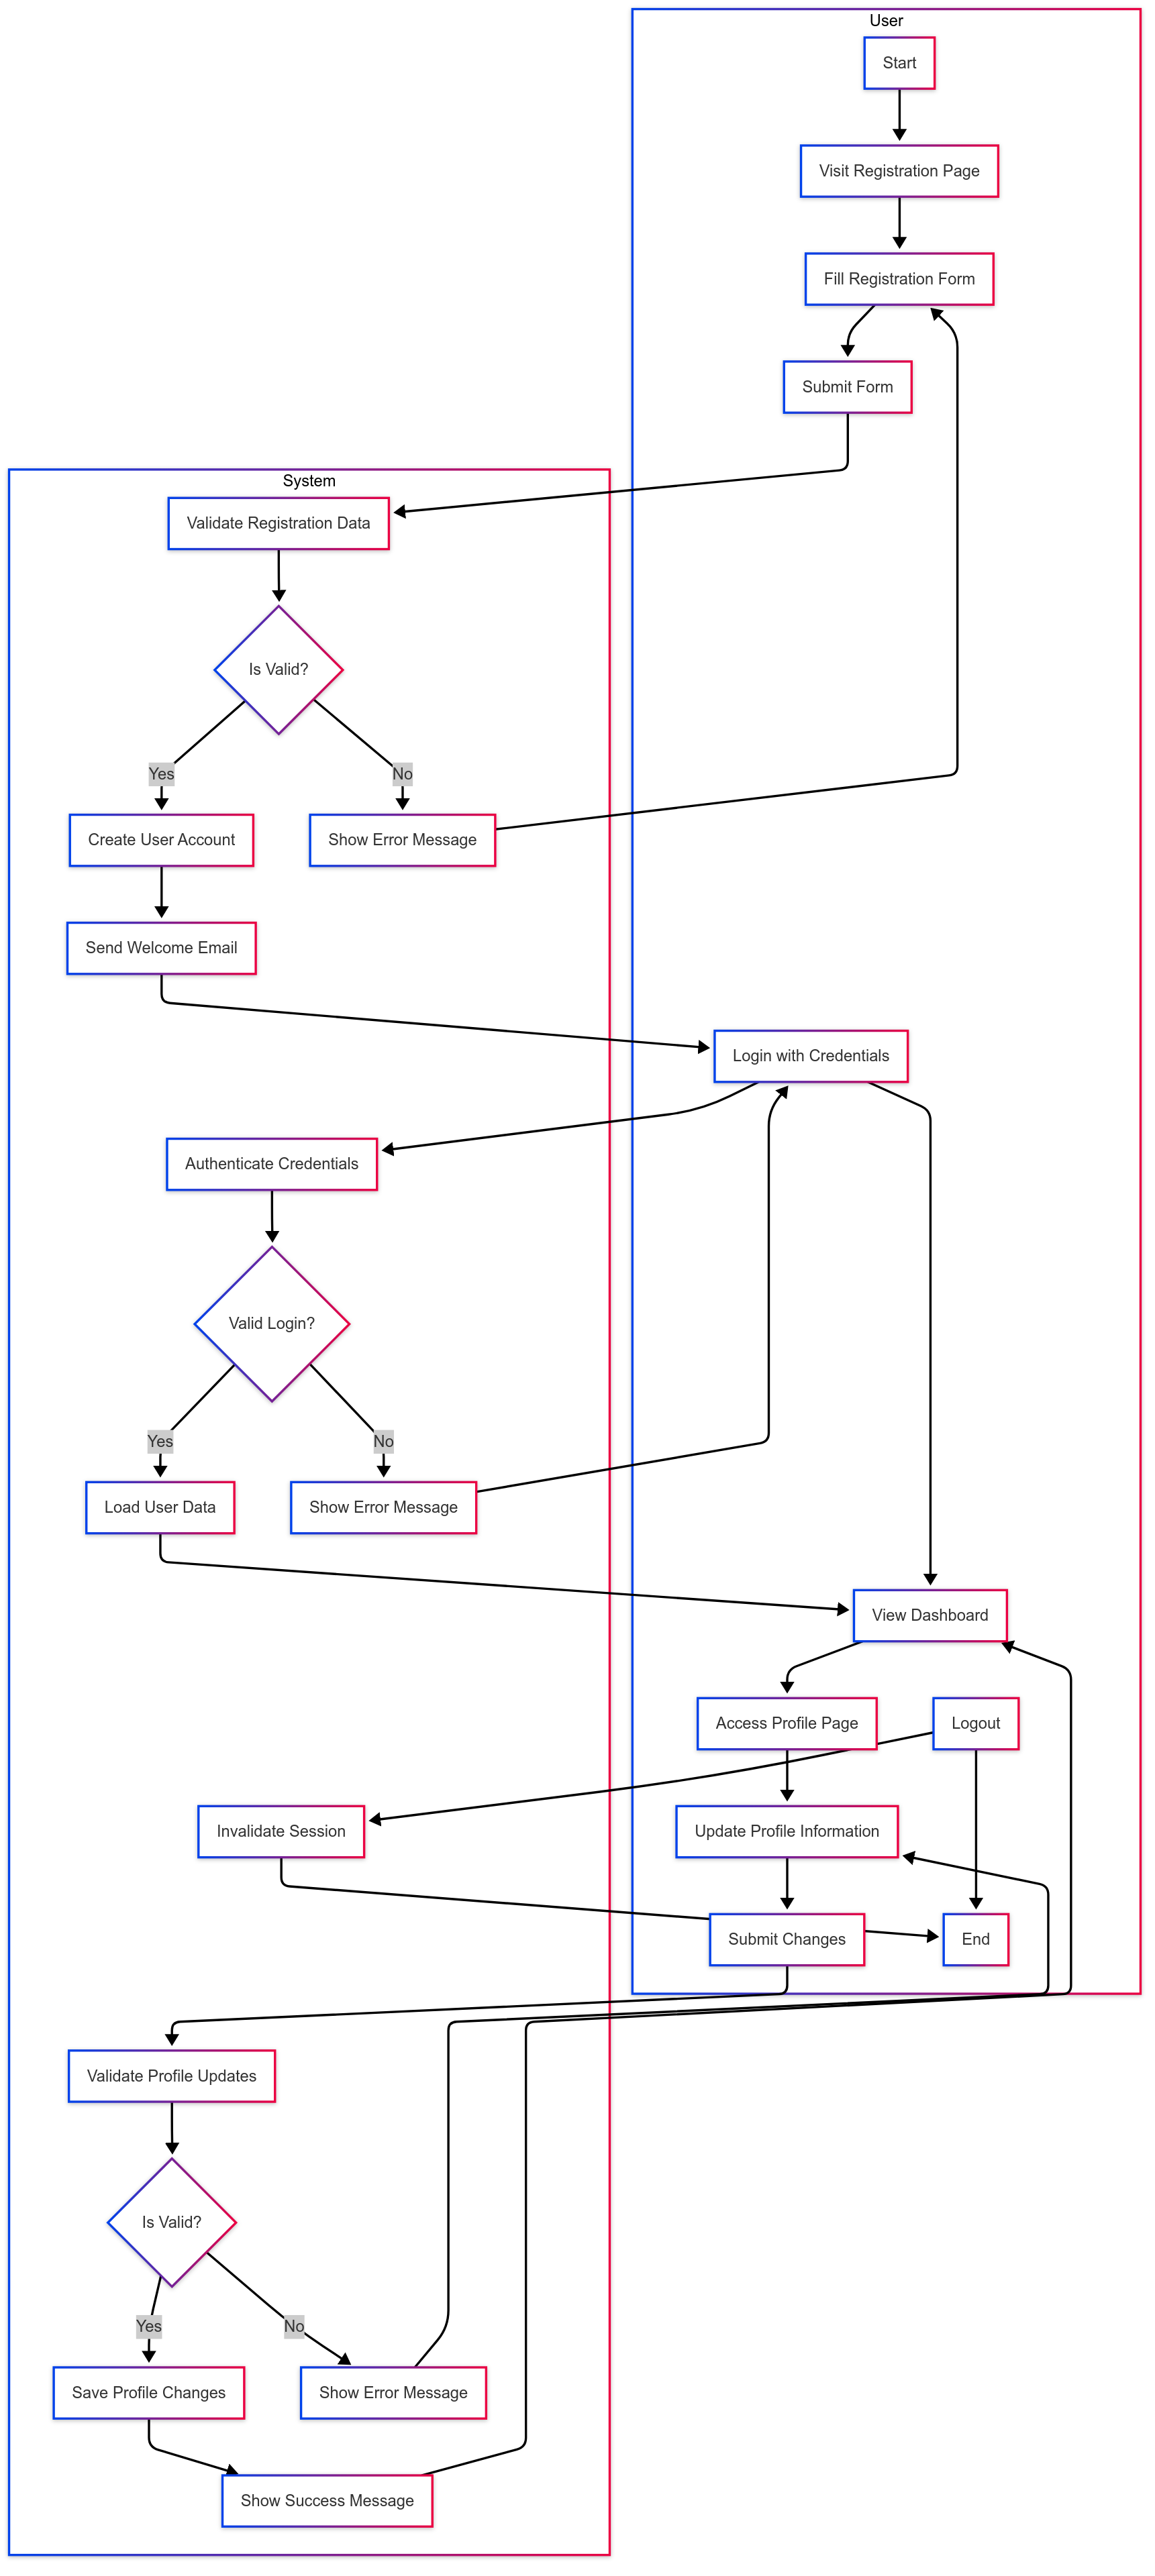 User
Start
Visit Registration Page
Fill Registration Form
Submit Form
System
Validate Registration Data
Is Valid?
Yes
No
Create User Account
Show Error Message
Send Welcome Email
Login with Credentials
Authenticate Credentials
Valid Login?
Yes
No
Load User Data
Show Error Message
View Dashboard
Access Profile Page
Logout
Invalidate Session
Update Profile Information
Submit Changes
End
Validate Profile Updates
Is Valid?
Yes
No
Save Profile Changes
Show Error Message
Show Success Message